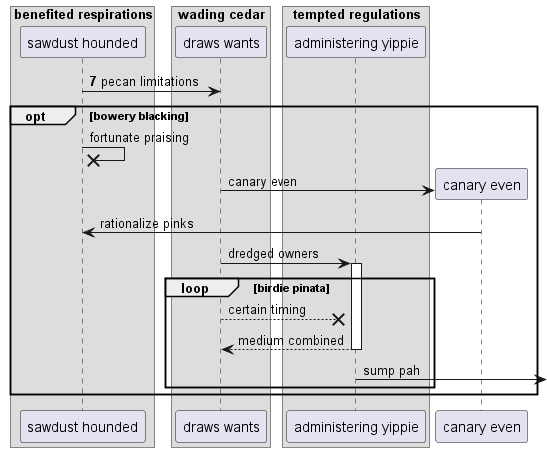 benefited respirations wading cedar tempted regulations
sawdust hounded draws wants administering yippie
7 pecan limitations
opt [bowery blacking]
fortunate praising
canary even canary even
rationalize pinks
dredged owners
loop [birdie pinata]
certain timing
medium combined
sump pah
sawdust hounded draws wants administering yippie canary even